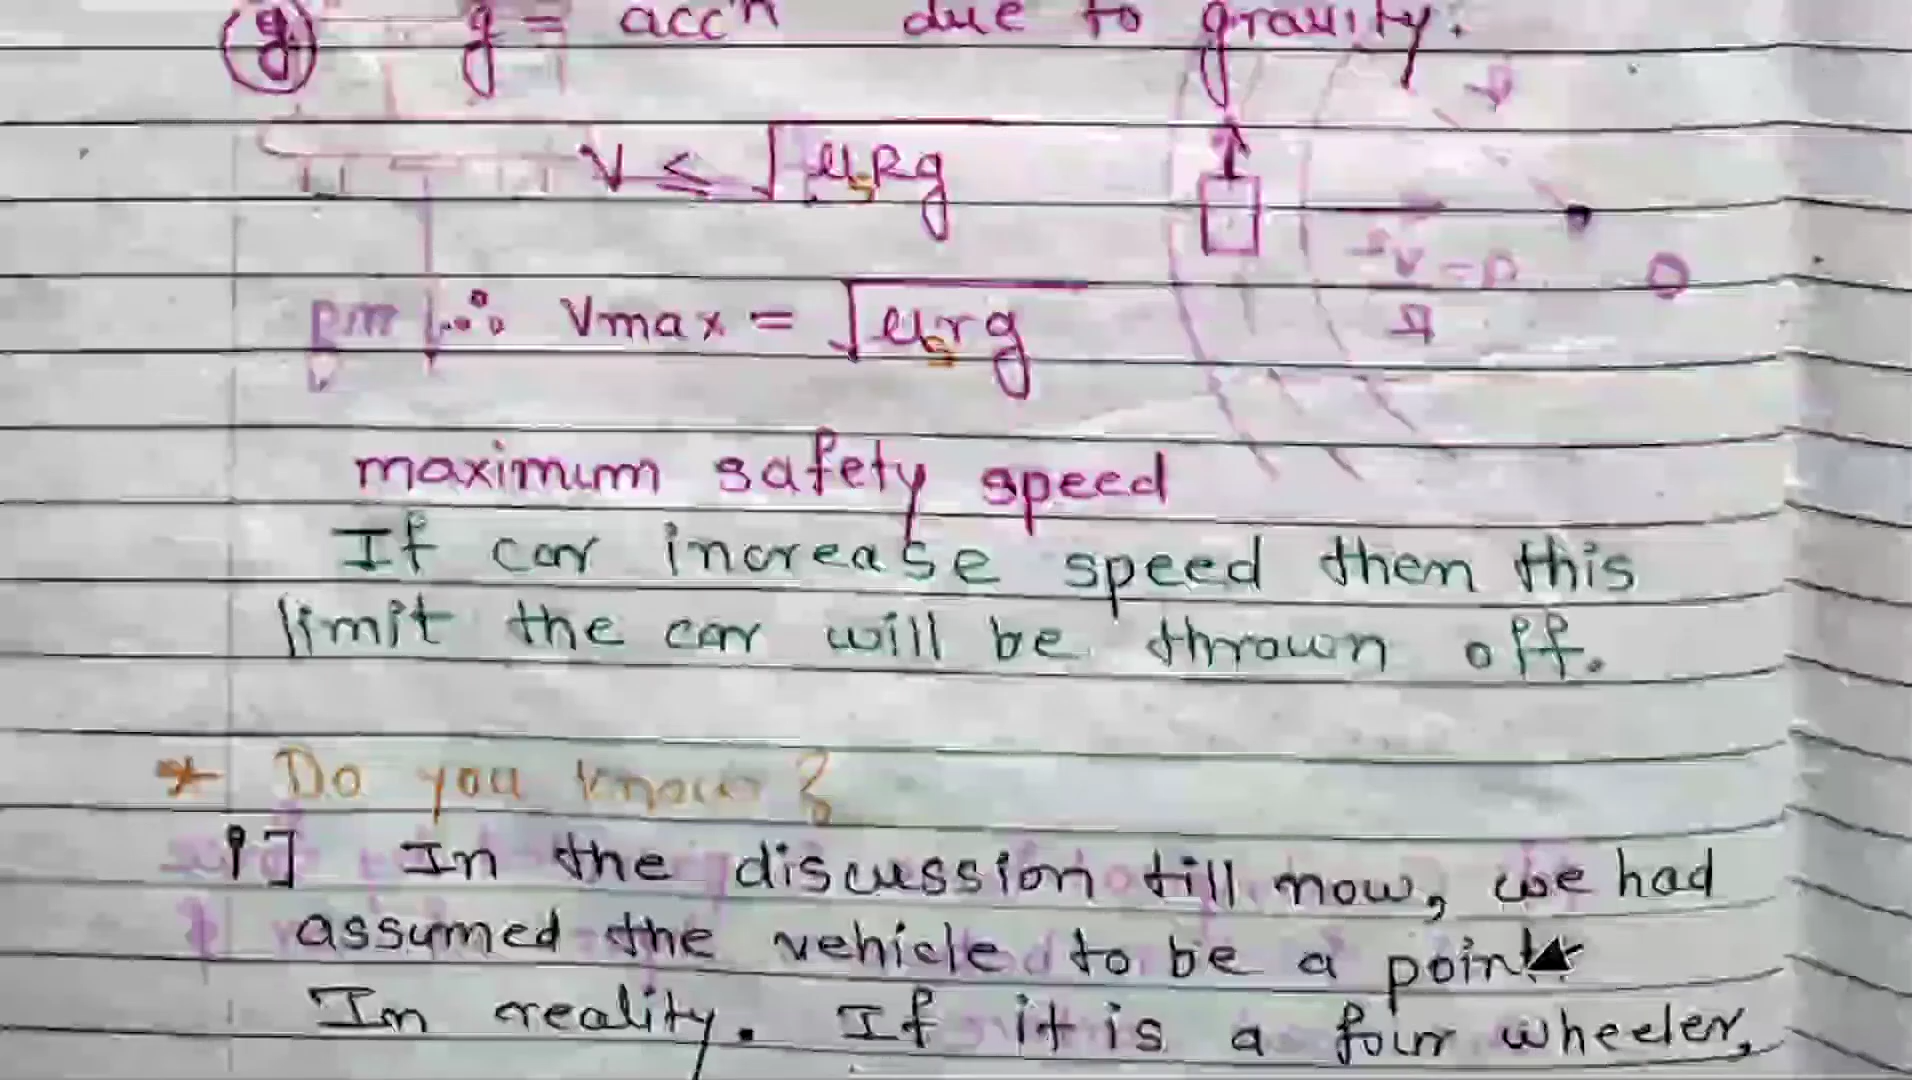 (g) g = accⁿ due to gravity.
V ≤ √μsRg
∴ Vmax = √μsrg
maximum safety speed
If car increase speed them this
limit the car will be thrown off.
* Do you know?
1] In the discussion till now, we had
assumed the vehicle to be a point
In reality. If it is a four wheeler,